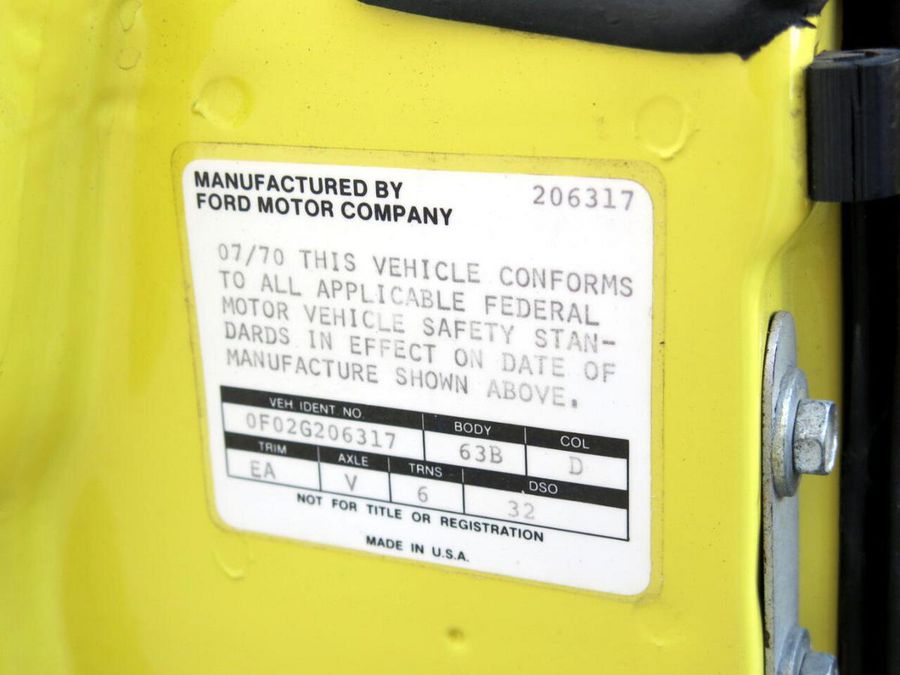 MANUFACTURED BY 206317
FORD MOTOR COMPANY
07/70 THIS VEHICLE CONFORMS
TO ALL APPLICABLE FEDERAL
MOTOR VEHICLE SAFETY STAN-
DARDS IN EFFECT ON DATE OF
MANUFACTURE SHOWN ABOVE.
VEH. IDENT. NO. BODY COL
0F02G206317 63B D
TRIM AXLE TRNS DSO
EA V 6 32
NOT FOR TITLE OR REGISTRATION
MADE IN U.S.A.